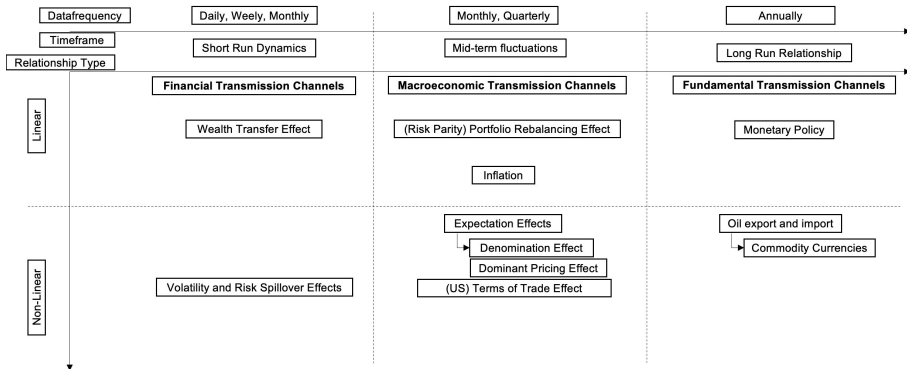 Datafrequency
Daily, Weely, Monthly
Monthly, Quarterly
Annually
Timeframe
Short Run Dynamics
Mid-term fluctuations
Long Run Relationship
Relationship Type
Financial Transmission Channels
Macroeconomic Transmission Channels
Fundamental Transmission Channels
Linear
Wealth Transfer Effect
(Risk Parity) Portfolio Rebalancing Effect
Monetary Policy
Inflation
Non-Linear
Expectation Effects
Oil export and import
Denomination Effect
Commodity Currencies
Dominant Pricing Effect
Volatility and Risk Spillover Effects
(US) Terms of Trade Effect